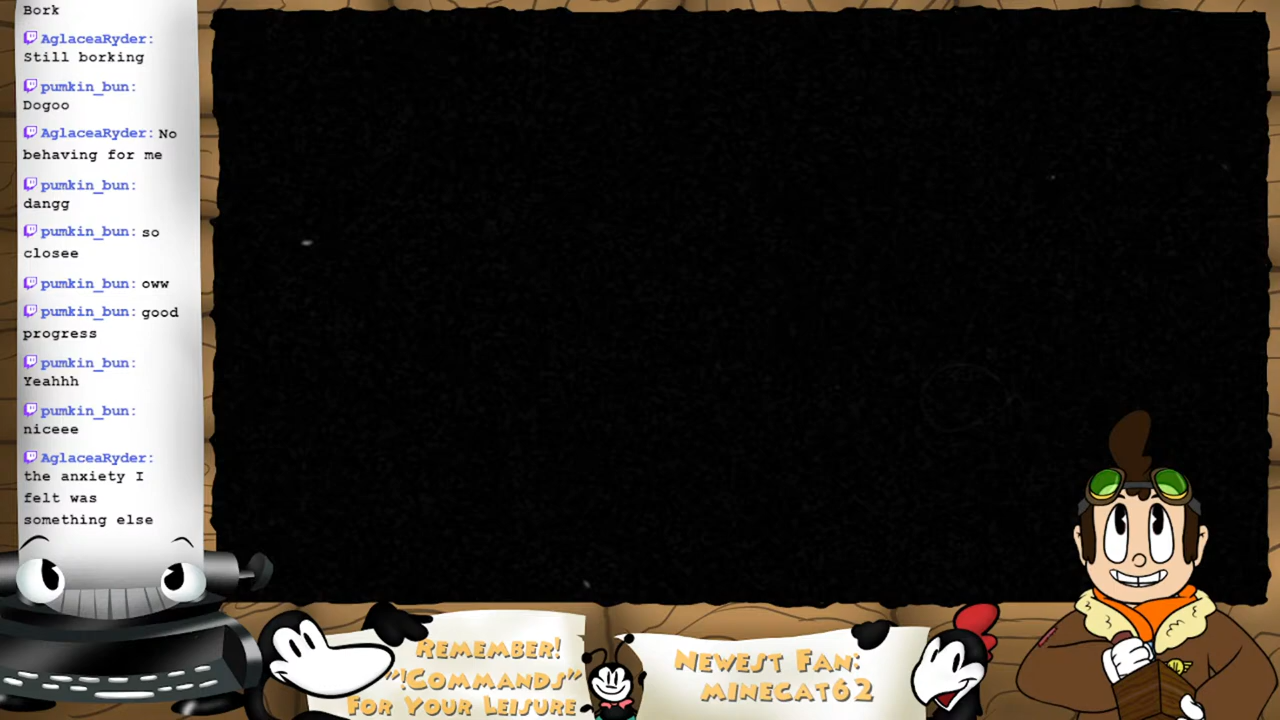 Bork
AglaceaRyder:
Still borking
pumkin_bun:
Dogoo
AglaceaRyder: No
behaving for me
pumkin_bun:
dangg
pumkin_bun: so
closee
pumkin_bun: oww
pumkin_bun: good
progress
pumkin_bun:
Yeahhh
pumkin_bun:
niceee
AglaceaRyder:
the anxiety I
felt was
something else
Remember!
"!Commands"
For Your Leisure
Newest Fan:
minecat62